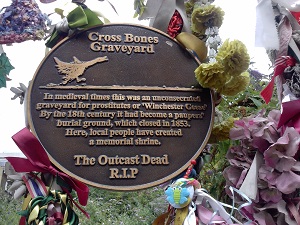 Cross Bones
Graveyard
In medieval times this was an unconsecrated
graveyard for prostitutes or 'Winchester Geese'
By the 18th century it had become a paupers'
burial ground, which closed in 1853.
Here, local people have created
a memorial shrine.
The Outcast Dead
R.I.P